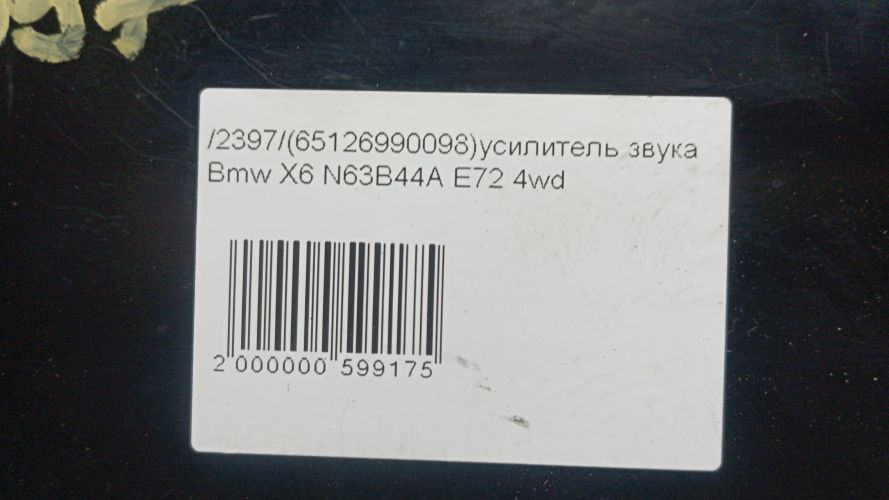 /2397/(65126990098)усилитель звука
Bmw X6 N63B44A E72 4wd
2 000000 599175